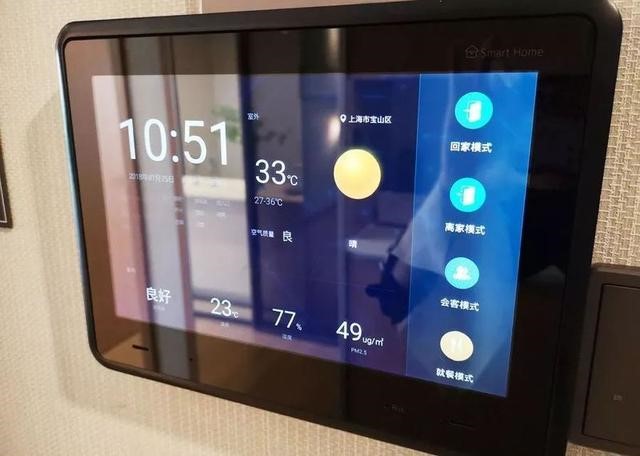 Smart Home
10:51
室外
上海市宝山区
33℃
27-36℃
空气质量 良
晴
良好
23℃
77%
湿度
49ug/m³
PM2.5
回家模式
离家模式
会客模式
就餐模式